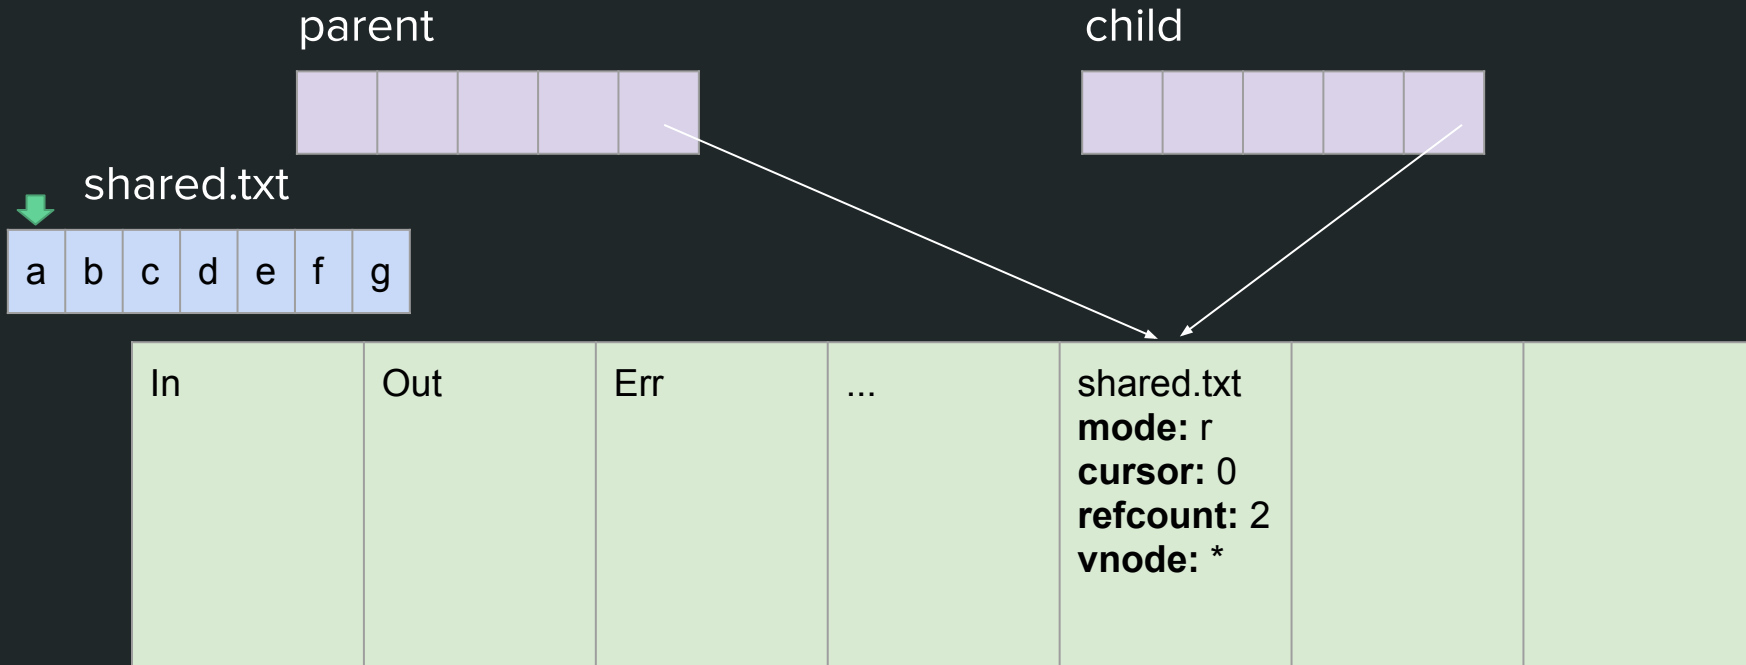 parent
child
shared.txt
a b c d e f g
In
Out
Err
...
shared.txt
mode: r
cursor: 0
refcount: 2
vnode: *